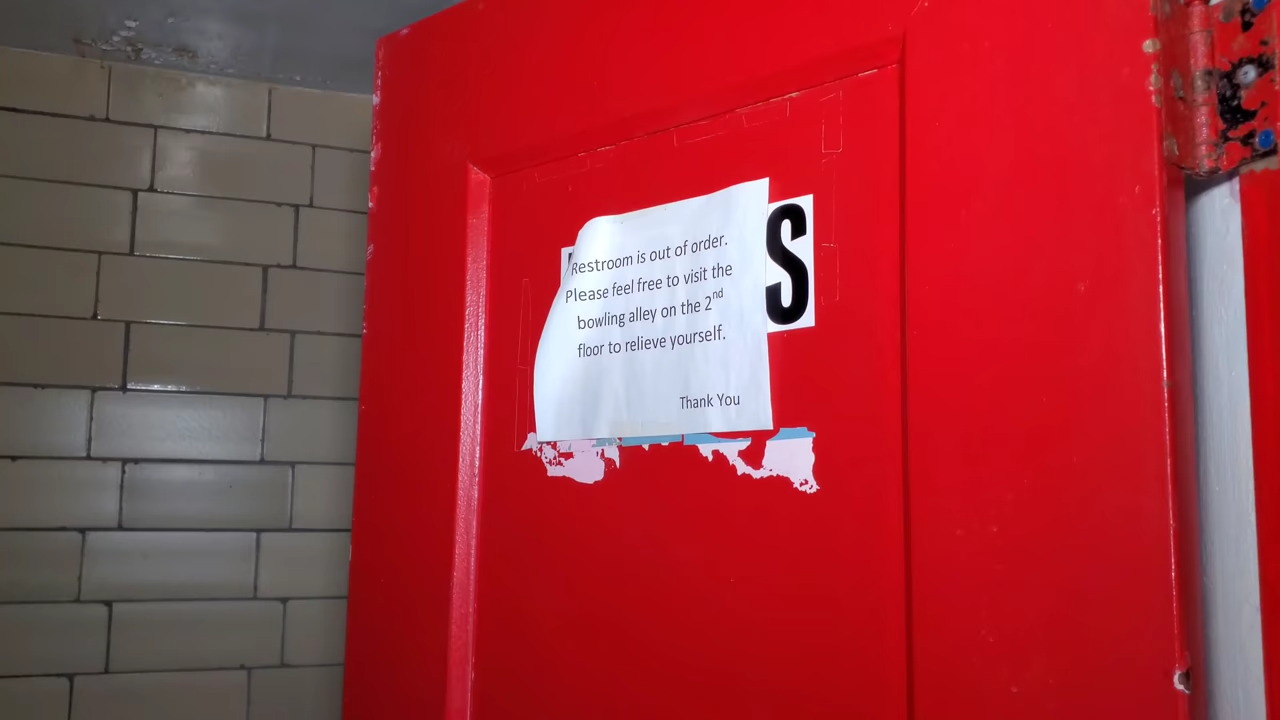 S
Restroom is out of order.
Please feel free to visit the
bowling alley on the 2nd
floor to relieve yourself.
Thank You